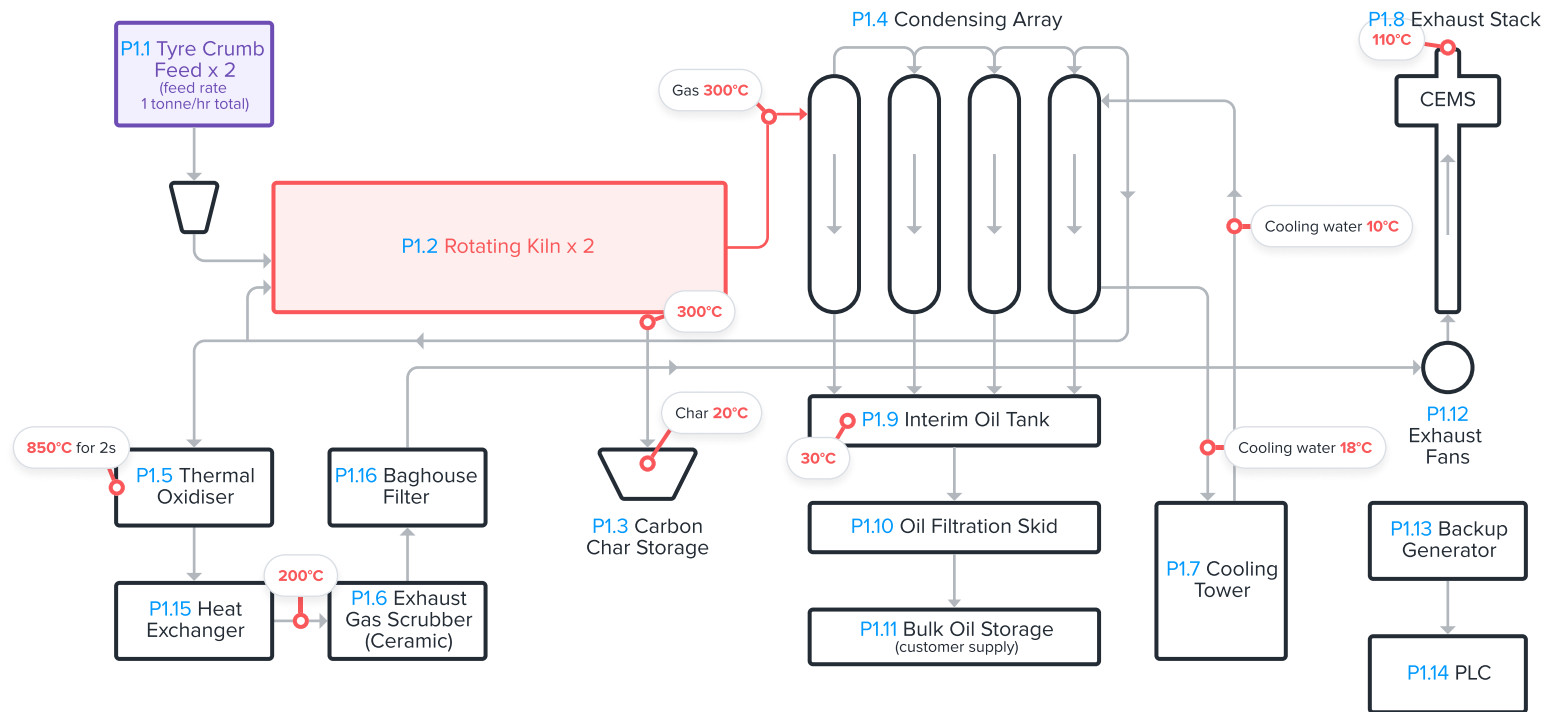 P1.4 Condensing Array
P1.8 Exhaust Stack
110°C
P1.1 Tyre Crumb
Feed x 2
(feed rate
1 tonne/hr total)
Gas 300°C
CEMS
P1.2 Rotating Kiln x 2
Cooling water 10°C
300°C
Char 20°C
P1.9 Interim Oil Tank
30°C
P1.12
Exhaust
Fans
850°C for 2s
Cooling water 18°C
P1.5 Thermal
Oxidiser
P1.16 Baghouse
Filter
P1.3 Carbon
Char Storage
P1.10 Oil Filtration Skid
P1.13 Backup
Generator
P1.7 Cooling
Tower
200°C
P1.15 Heat
Exchanger
P1.6 Exhaust
Gas Scrubber
(Ceramic)
P1.11 Bulk Oil Storage
(customer supply)
P1.14 PLC